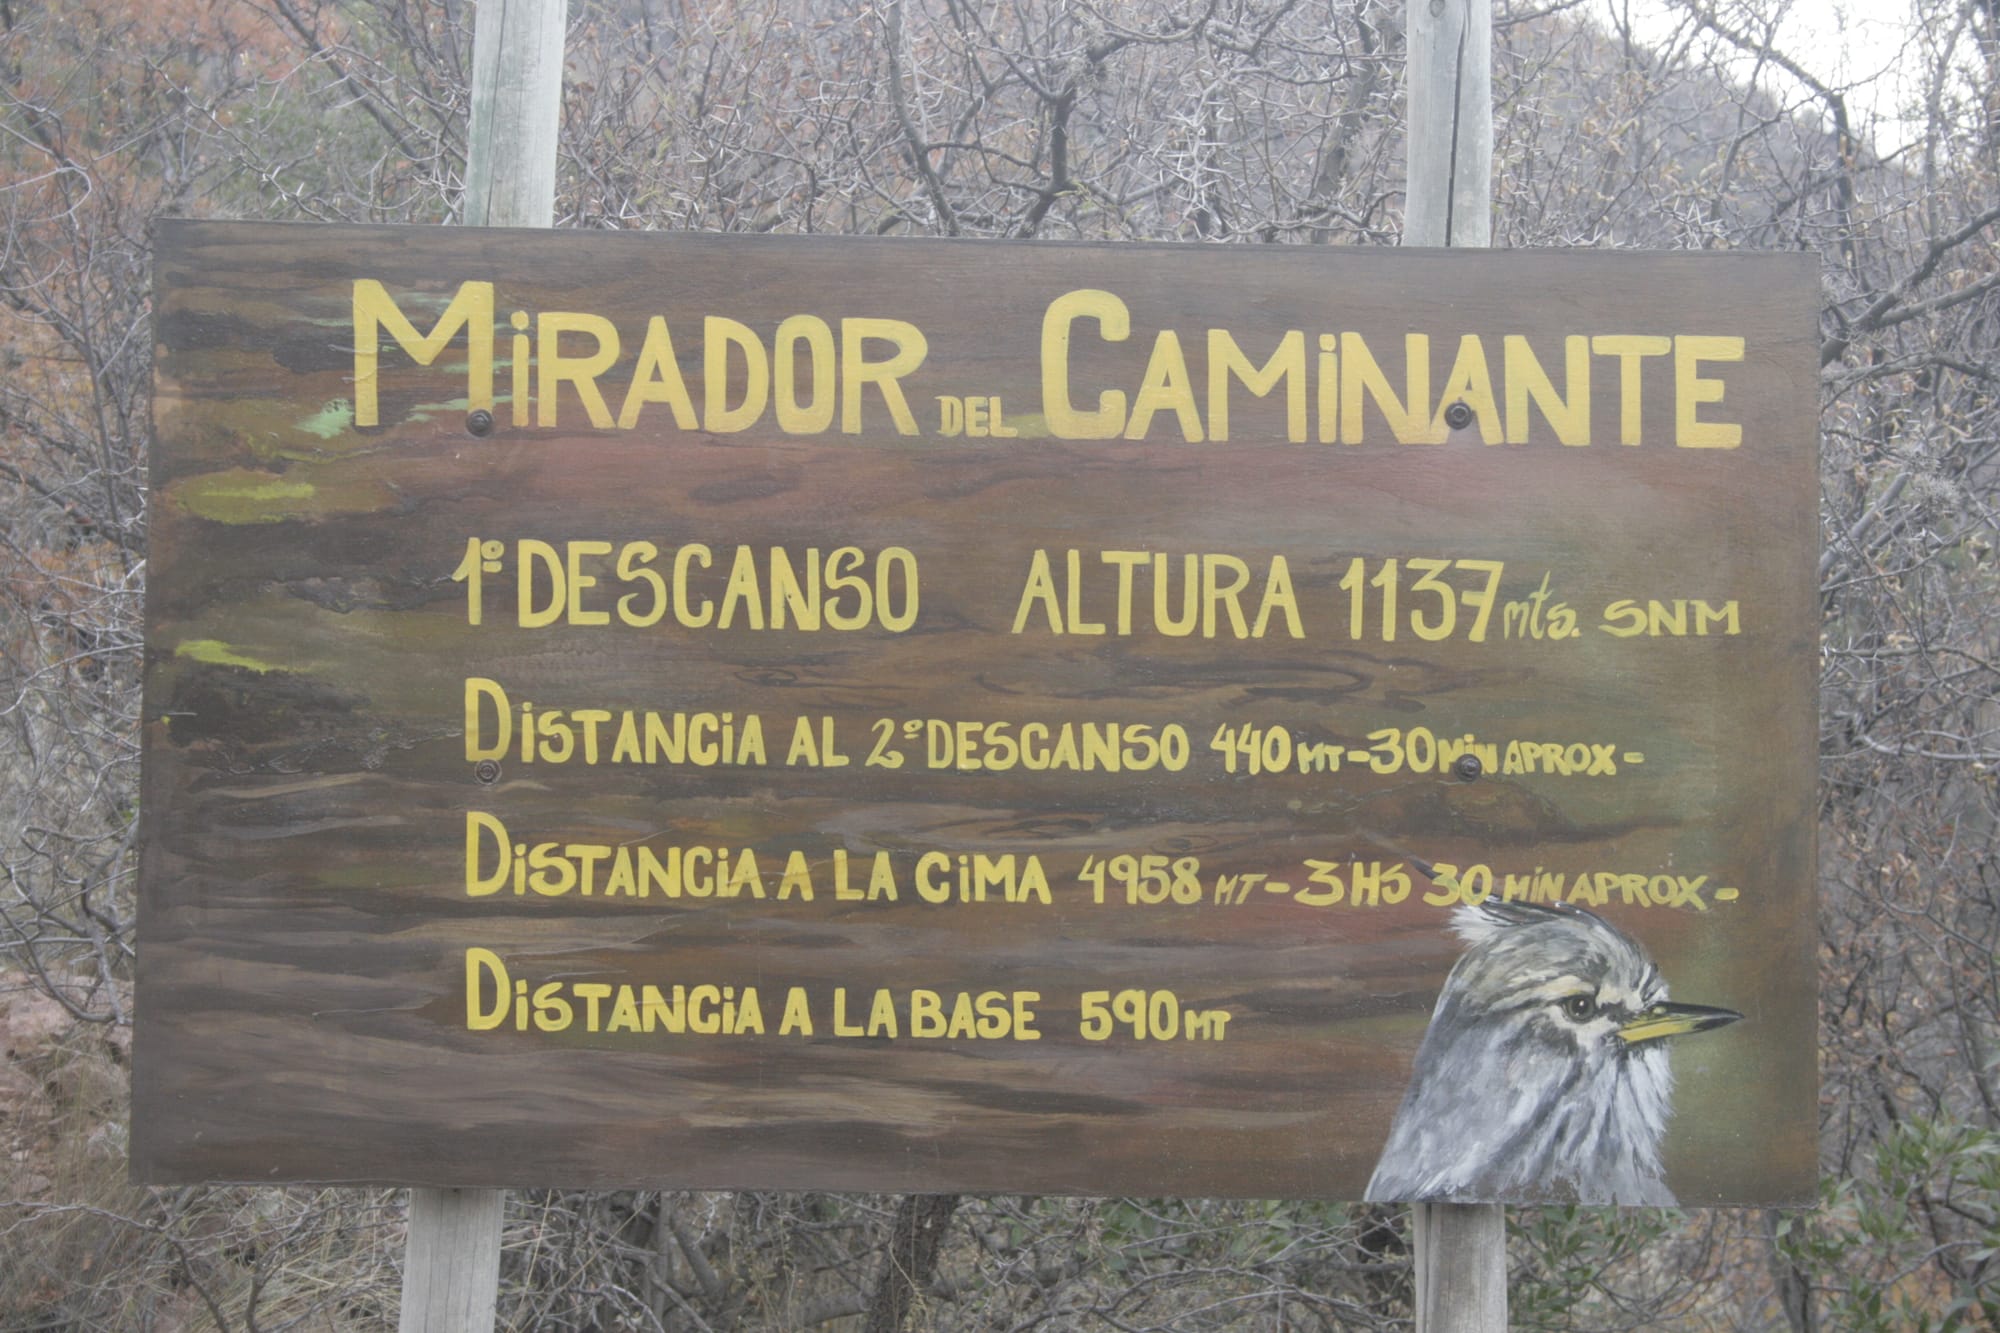 MiRADOR DEL CAMiNANTE
1º DESCANSO ALTURA 1137 mts. SNM
DiSTANCiA AL 2º DESCANSO 440 MT - 30 MiN APROX -
DiSTANCiA A LA CiMA 4958 MT - 3 HS 30 MiN APROX -
DiSTANCiA A LA BASE 590 MT